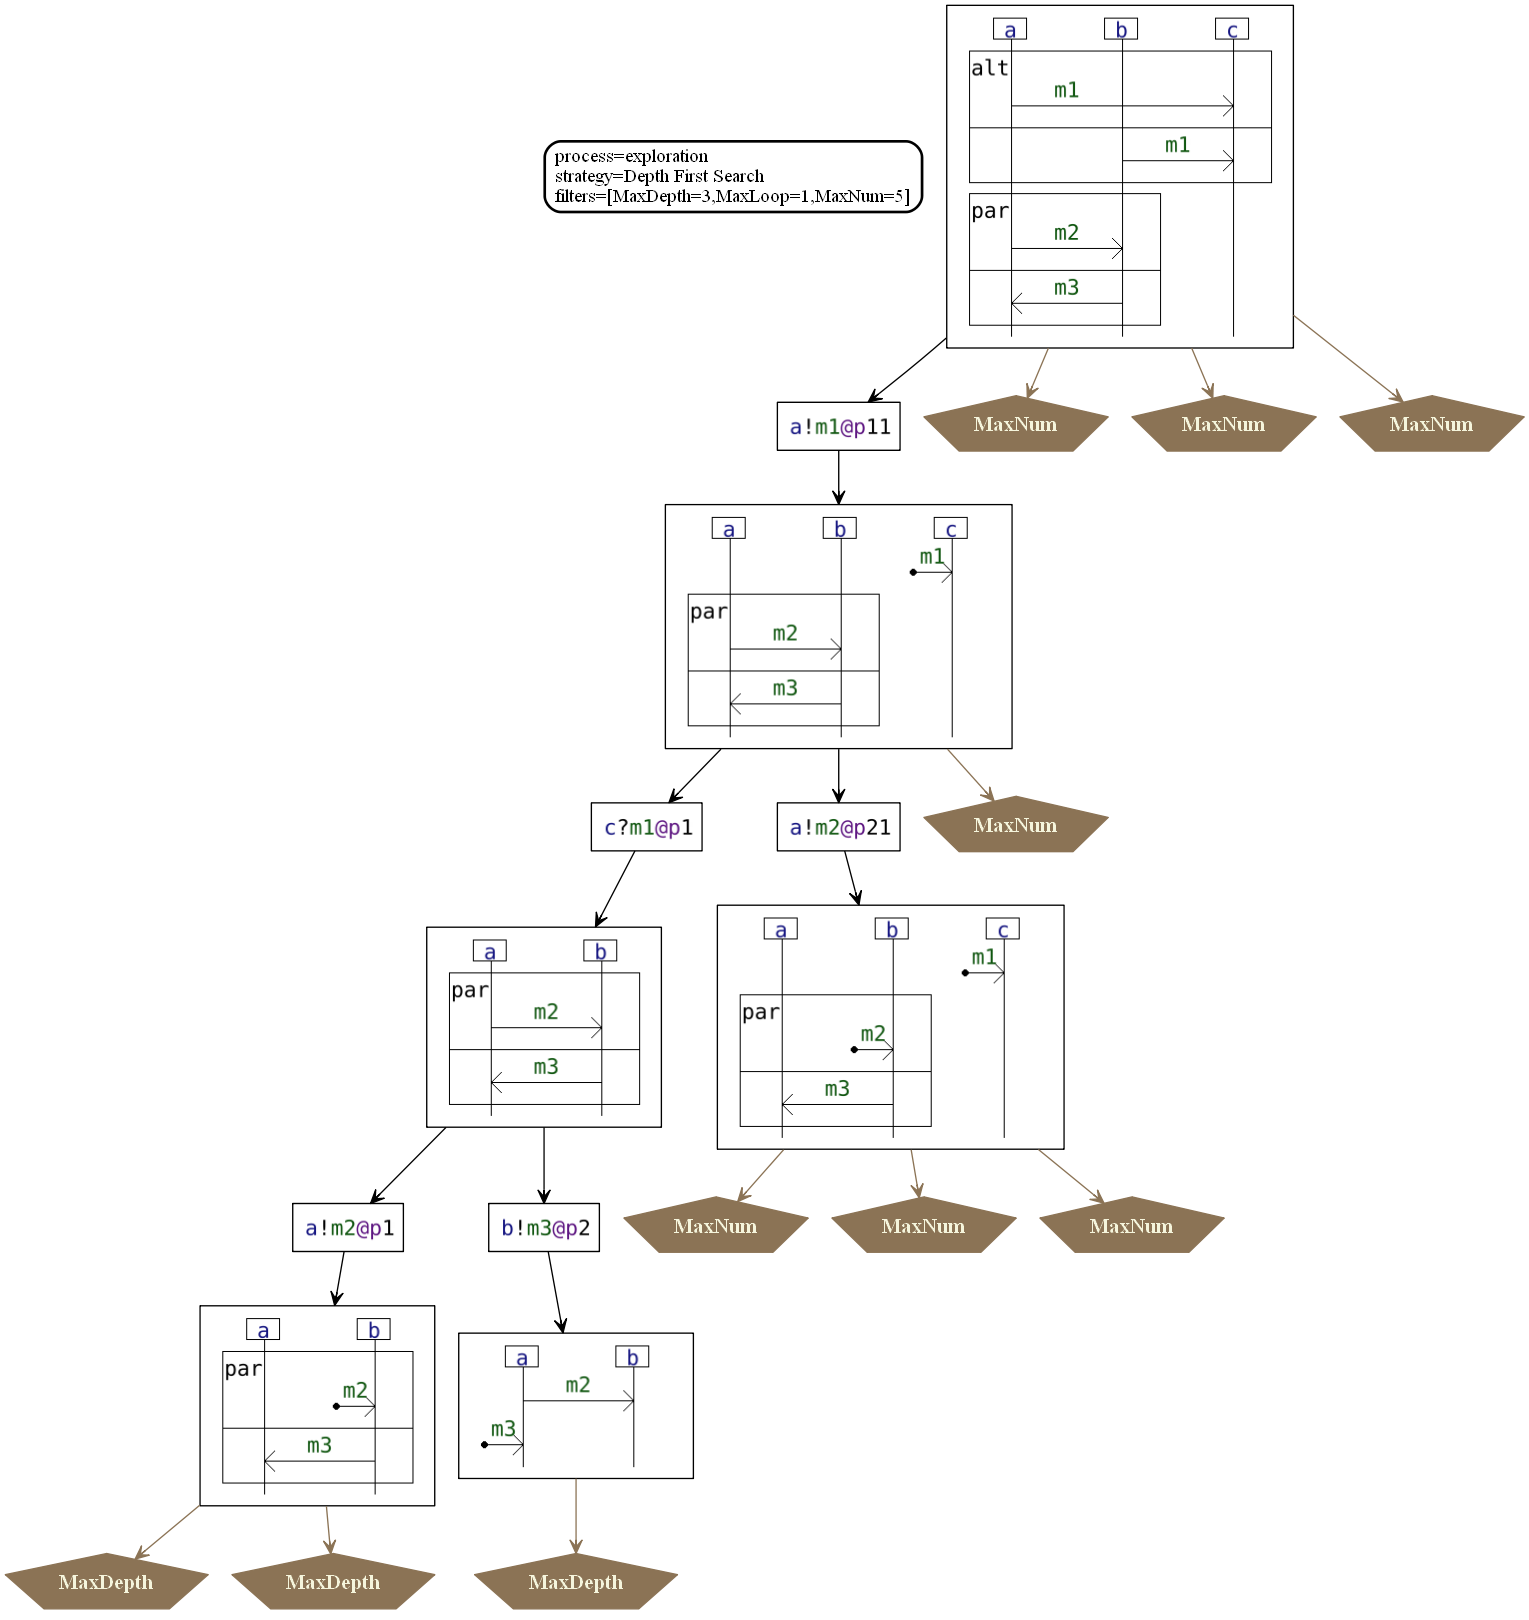 a b c
alt
m1
m1
par
m2
m3
process=exploration
strategy=Depth First Search
filters=[MaxDepth=3,MaxLoop=1,MaxNum=5]
a!m1@p11
MaxNum
MaxNum
MaxNum
a b c
m1
par
m2
m3
c?m1@p1
a!m2@p21
MaxNum
a b
par
m2
m3
a b c
m1
par
m2
m3
a!m2@p1
b!m3@p2
MaxNum
MaxNum
MaxNum
a b
par
m2
m3
a b
m2
m3
MaxDepth
MaxDepth
MaxDepth